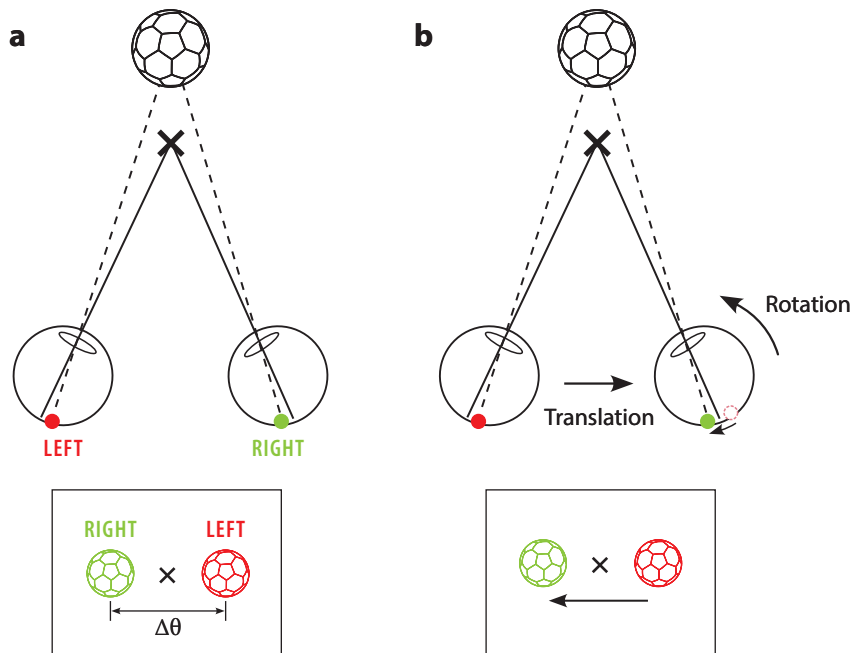 a
b
Rotation
Translation
LEFT
RIGHT
RIGHT
LEFT
Δθ